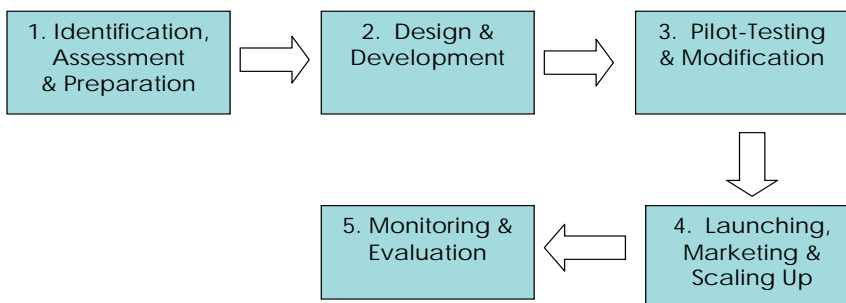 1. Identification,
Assessment
& Preparation
2. Design &
Development
3. Pilot-Testing
& Modification
4. Launching,
Marketing &
Scaling Up
5. Monitoring &
Evaluation